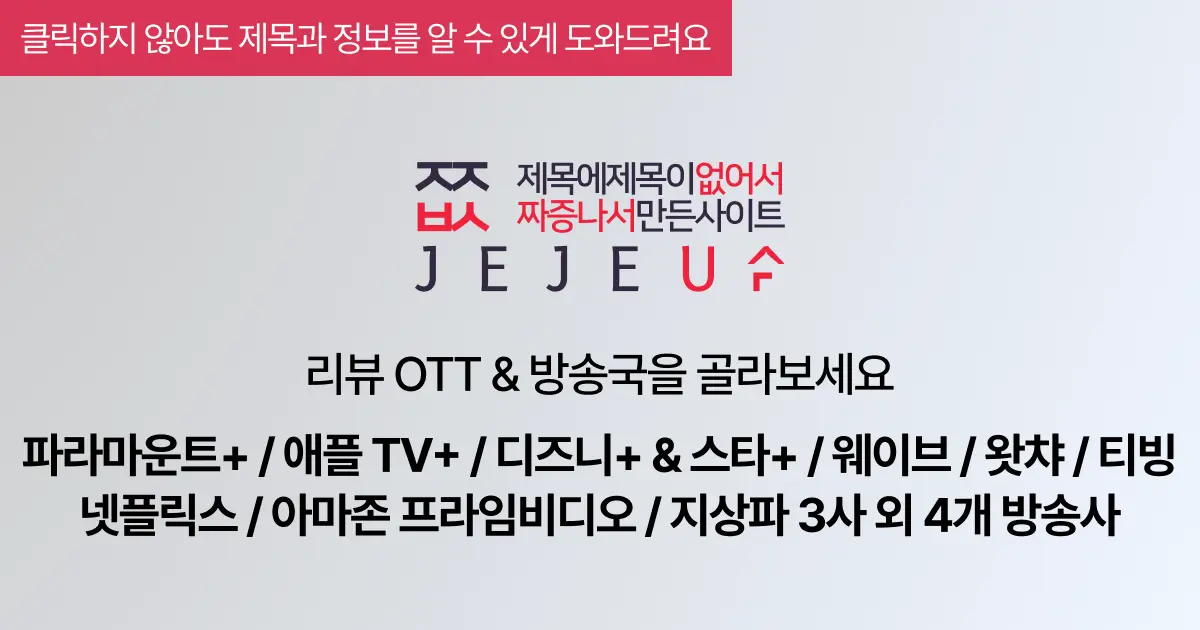 클릭하지 않아도 제목과 정보를 알 수 있게 도와드려요
제목에제목이없어서
짜증나서만든사이트
JEJEU
리뷰 OTT & 방송국을 골라보세요
파라마운트+ / 애플 TV+ / 디즈니+ & 스타+ / 웨이브 / 왓챠 / 티빙
넷플릭스 / 아마존 프라임비디오 / 지상파 3사 외 4개 방송사